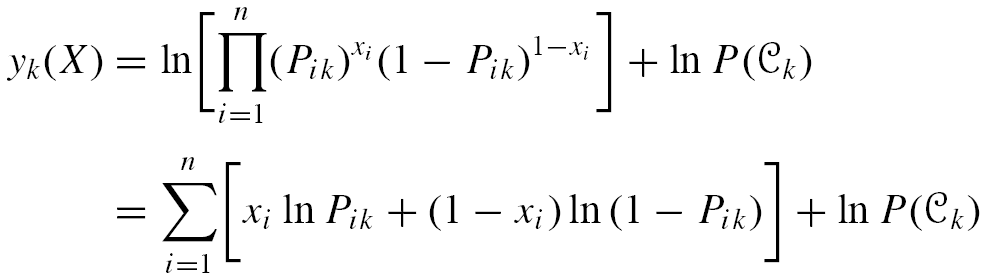 y_k(X) = ln[∏_{i=1}^{n} (P_{ik})^{x_i} (1 − P_{ik})^{1−x_i}] + ln P(𝒞_k)
= ∑_{i=1}^{n} [x_i ln P_{ik} + (1 − x_i) ln (1 − P_{ik})] + ln P(𝒞_k)